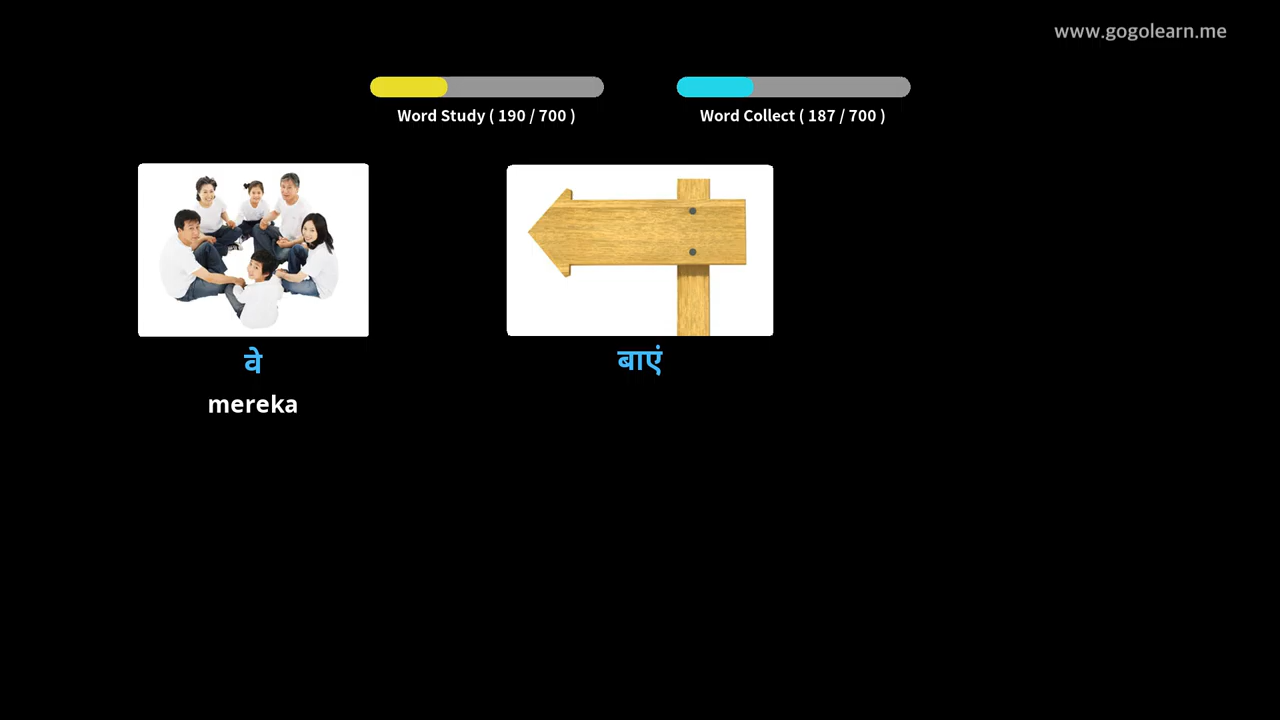 www.gogolearn.me
Word Study ( 190 / 700 )
Word Collect ( 187 / 700 )
वे
mereka
बाएं